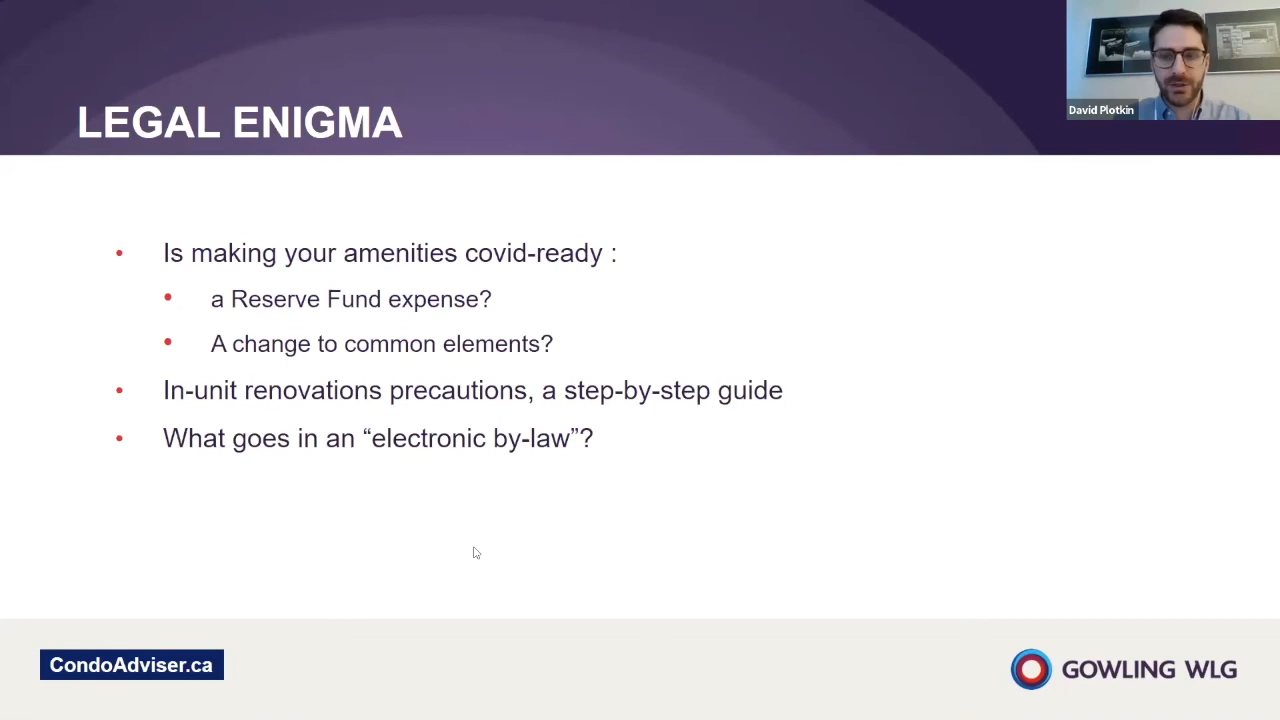 LEGAL ENIGMA
David Plotkin
• Is making your amenities covid-ready :
• a Reserve Fund expense?
• A change to common elements?
• In-unit renovations precautions, a step-by-step guide
• What goes in an “electronic by-law”?
CondoAdviser.ca
GOWLING WLG